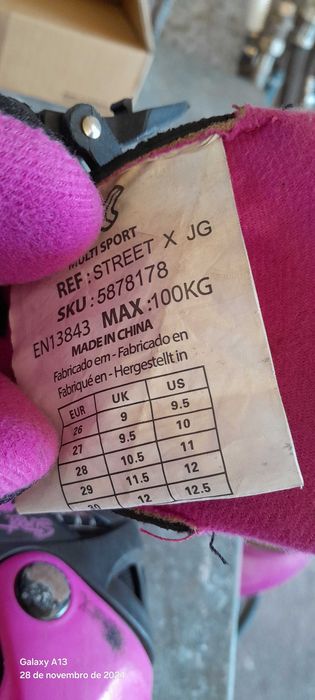 MULTI SPORT
REF : STREET X JG
SKU : 5878178
EN13843 MAX :100KG
MADE IN CHINA
Fabricado em - Fabricado en
Fabriqué en - Hergestellt in
EUR UK US
26 9 9.5
27 9.5 10
28 10.5 11
29 11.5 12
30 12 12.5
Galaxy A13
28 de novembro de 2024